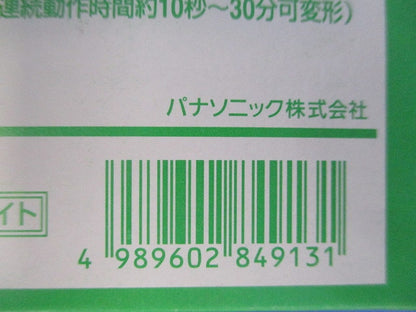 連続動作時間約10秒～30分可変形)
パナソニック株式会社
イト
4 989602 849131